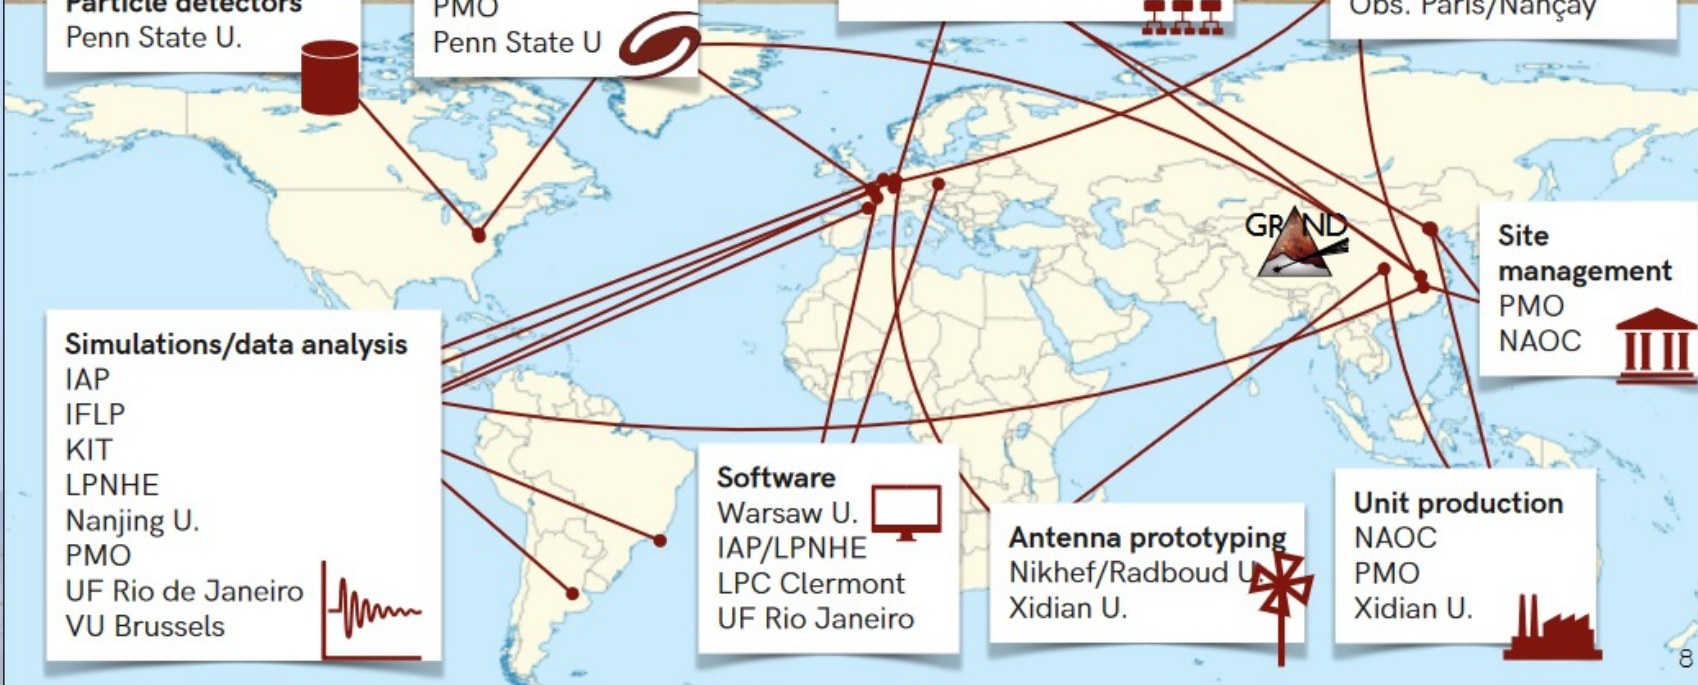 Particle detectors
Penn State U.
PMO
Penn State U
Obs. Paris/Nançay
GRAND
Site
management
PMO
NAOC
Simulations/data analysis
IAP
IFLP
KIT
LPNHE
Nanjing U.
PMO
UF Rio de Janeiro
VU Brussels
Software
Warsaw U.
IAP/LPNHE
LPC Clermont
UF Rio Janeiro
Antenna prototyping
Nikhef/Radboud U.
Xidian U.
Unit production
NAOC
PMO
Xidian U.
8